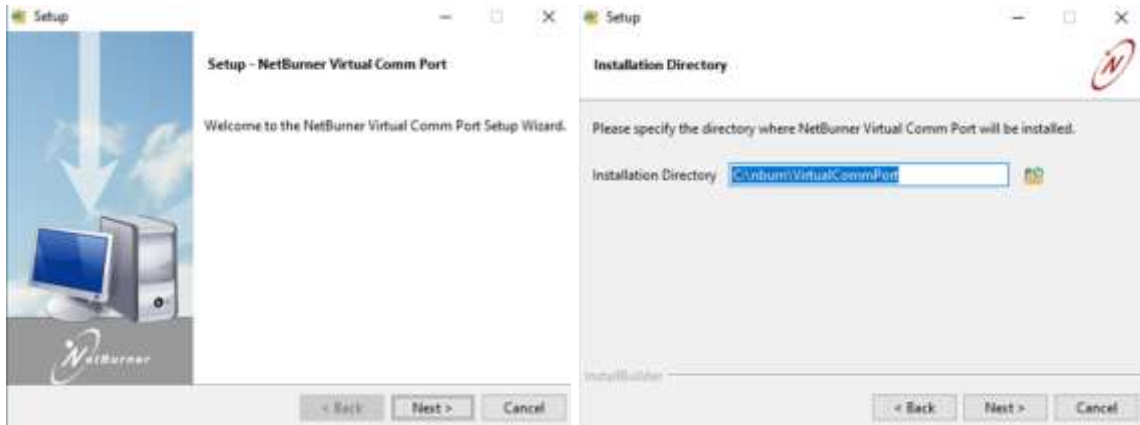 Setup
Setup - NetBurner Virtual Comm Port
Welcome to the NetBurner Virtual Comm Port Setup Wizard.
NetBurner
< Back
Next >
Cancel
Setup
Installation Directory
N
Please specify the directory where NetBurner Virtual Comm Port will be installed.
Installation Directory C:\nburn\VirtualCommPort
InstallBuilder
< Back
Next >
Cancel